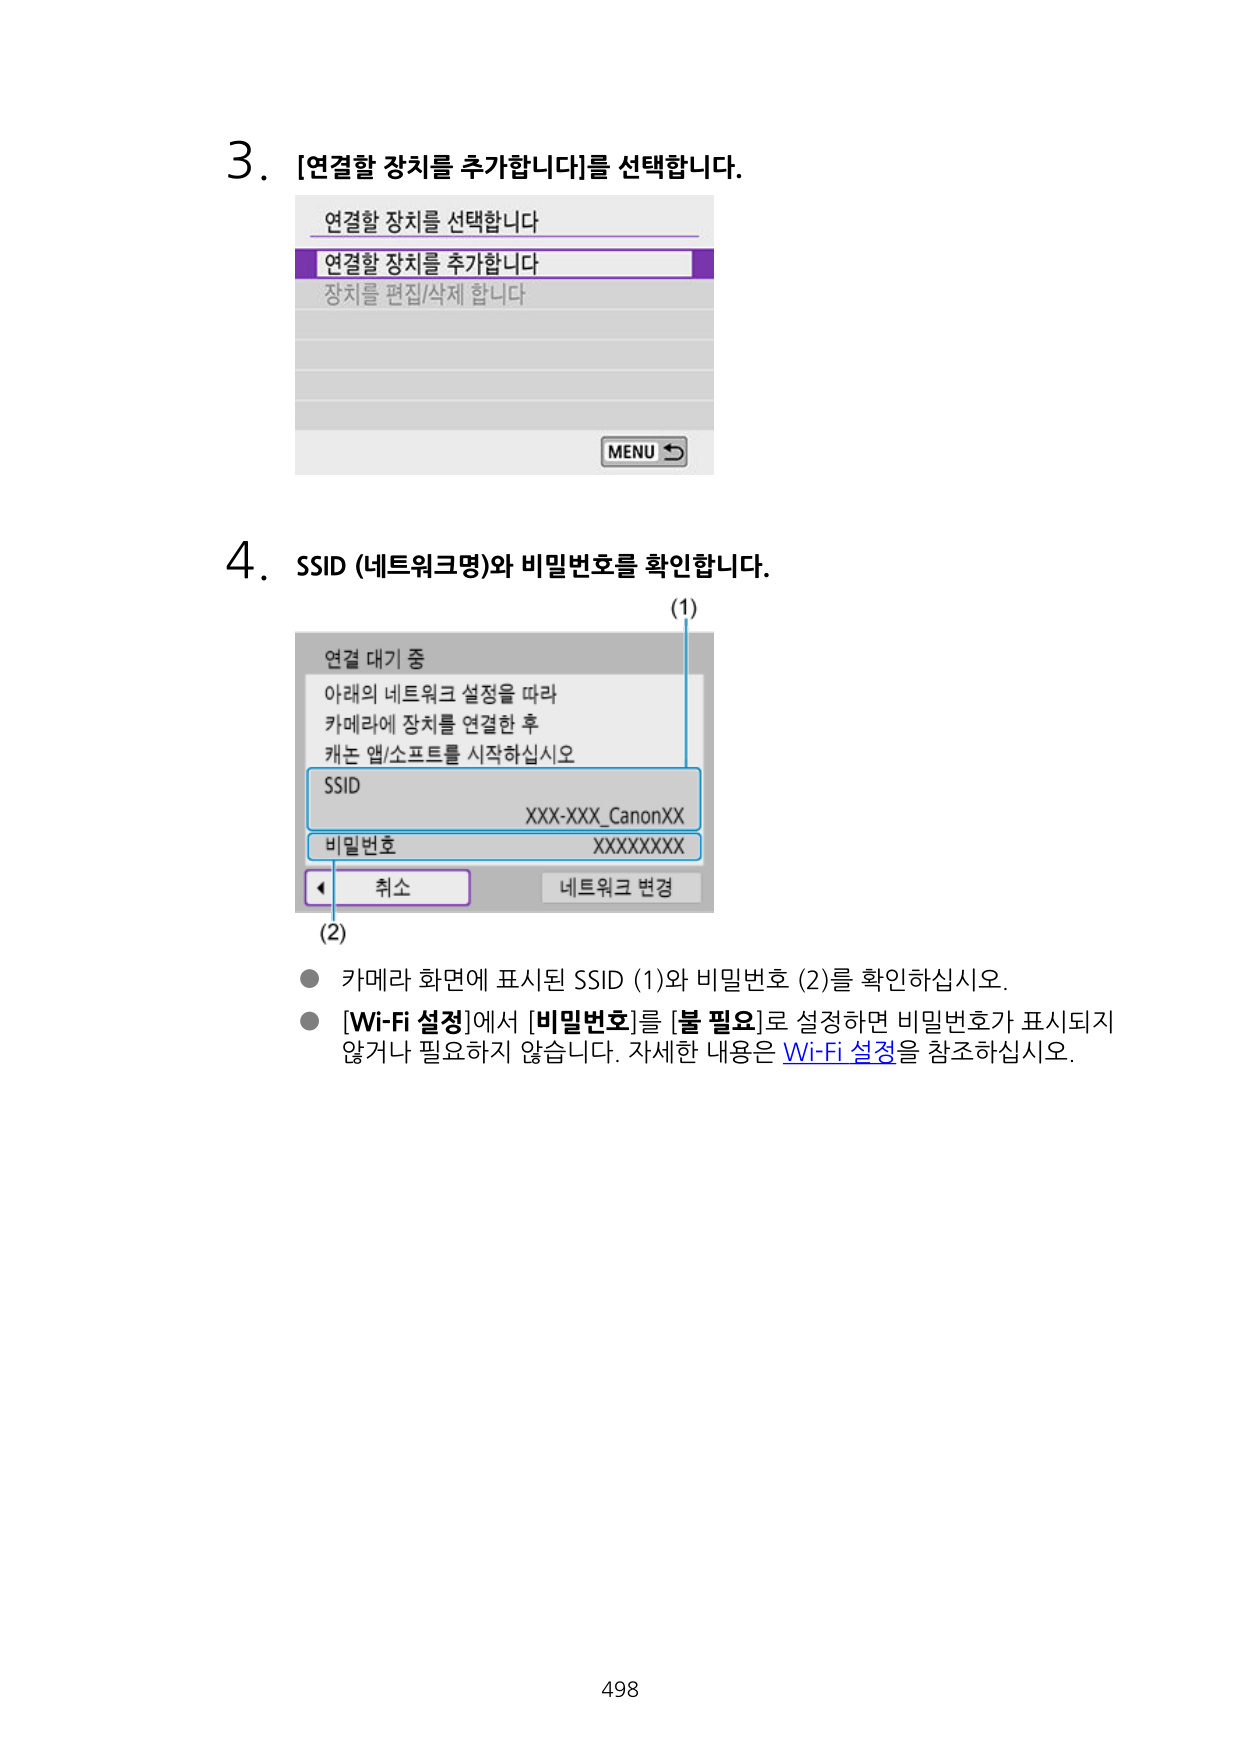 3. [연결할 장치를 추가합니다]를 선택합니다.
연결할 장치를 선택합니다
연결할 장치를 추가합니다
장치를 편집/삭제 합니다
MENU
4. SSID (네트워크명)와 비밀번호를 확인합니다.
(1)
연결 대기 중
아래의 네트워크 설정을 따라
카메라에 장치를 연결한 후
캐논 앱/소프트를 시작하십시오
SSID
XXX-XXX_CanonXX
비밀번호 XXXXXXXX
취소 네트워크 변경
(2)
● 카메라 화면에 표시된 SSID (1)와 비밀번호 (2)를 확인하십시오.
● [Wi-Fi 설정]에서 [비밀번호]를 [불 필요]로 설정하면 비밀번호가 표시되지
않거나 필요하지 않습니다. 자세한 내용은 Wi-Fi 설정을 참조하십시오.
498